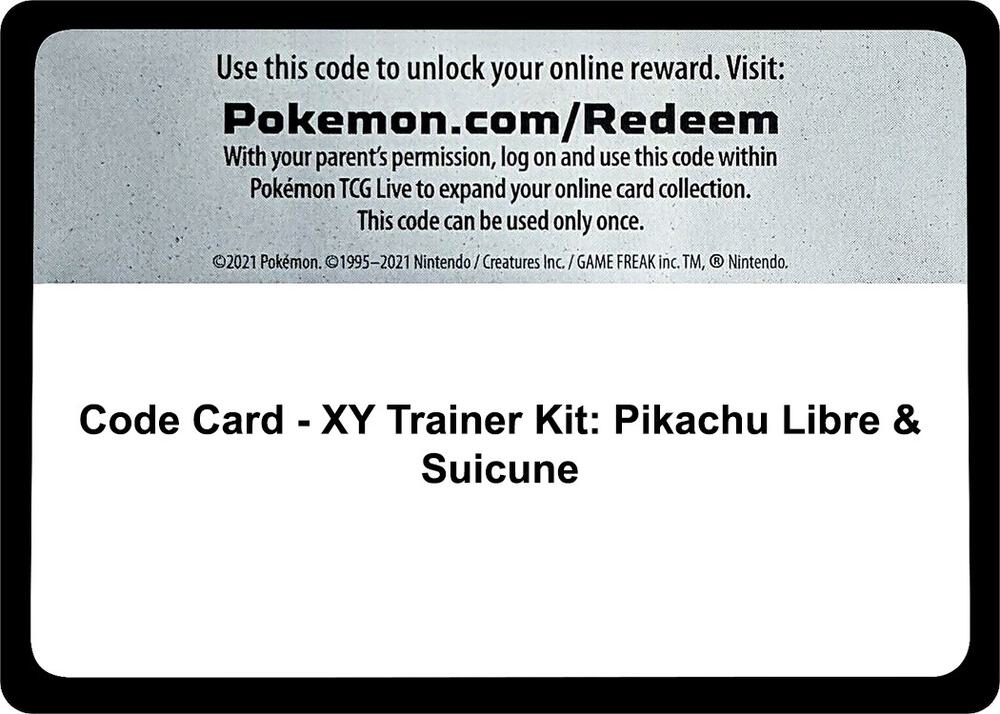 Use this code to unlock your online reward. Visit:
Pokemon.com/Redeem
With your parent's permission, log on and use this code within
Pokémon TCG Live to expand your online card collection.
This code can be used only once.
©2021 Pokémon. ©1995–2021 Nintendo / Creatures Inc. / GAME FREAK inc. TM, ® Nintendo.
Code Card - XY Trainer Kit: Pikachu Libre &
Suicune